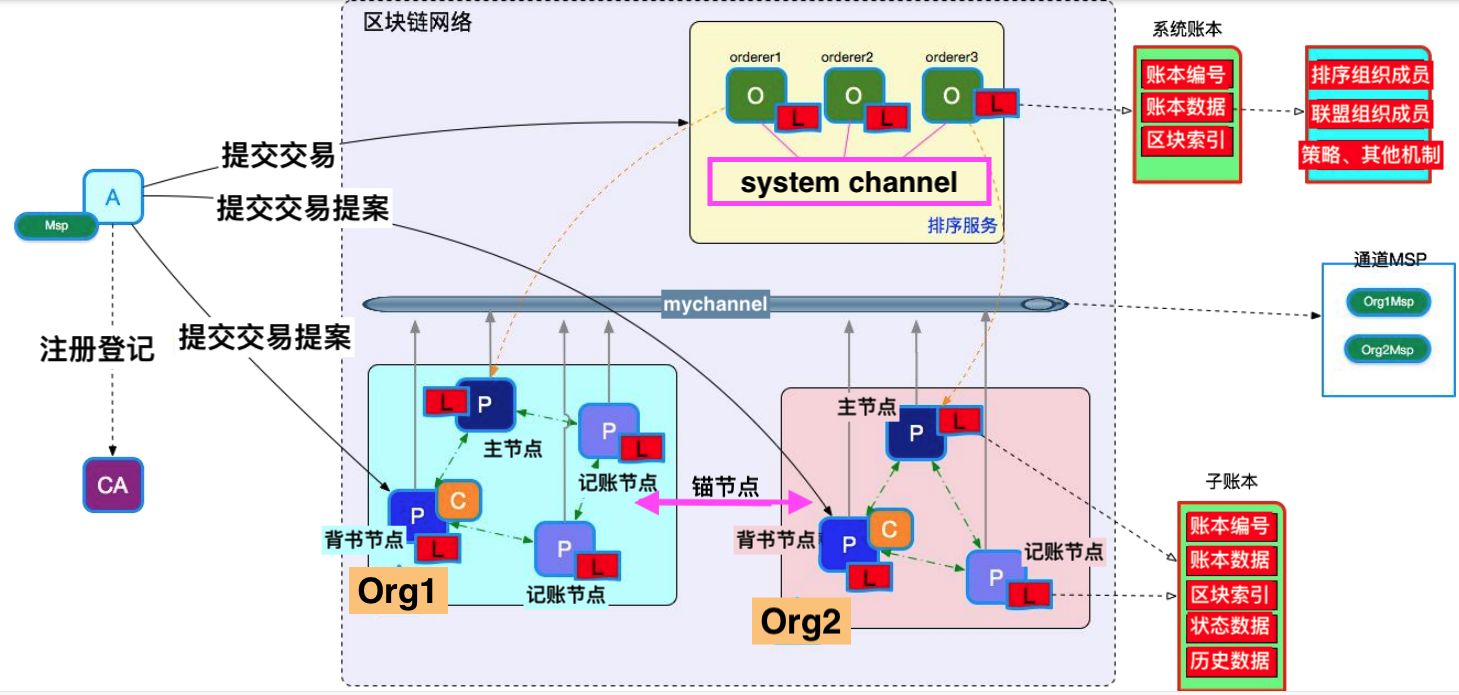 区块链网络
orderer1
orderer2
orderer3
O
L
O
L
O
L
system channel
排序服务
系统账本
账本编号
账本数据
区块索引
排序组织成员
联盟组织成员
策略、其他机制
提交交易
A
Msp
提交交易提案
提交交易提案
注册登记
CA
mychannel
通道MSP
Org1Msp
Org2Msp
L
P
主节点
P
L
记账节点
P
C
L
背书节点
P
L
记账节点
Org1
锚节点
主节点
P
L
背书节点
P
C
L
P
L
记账节点
Org2
子账本
账本编号
账本数据
区块索引
状态数据
历史数据